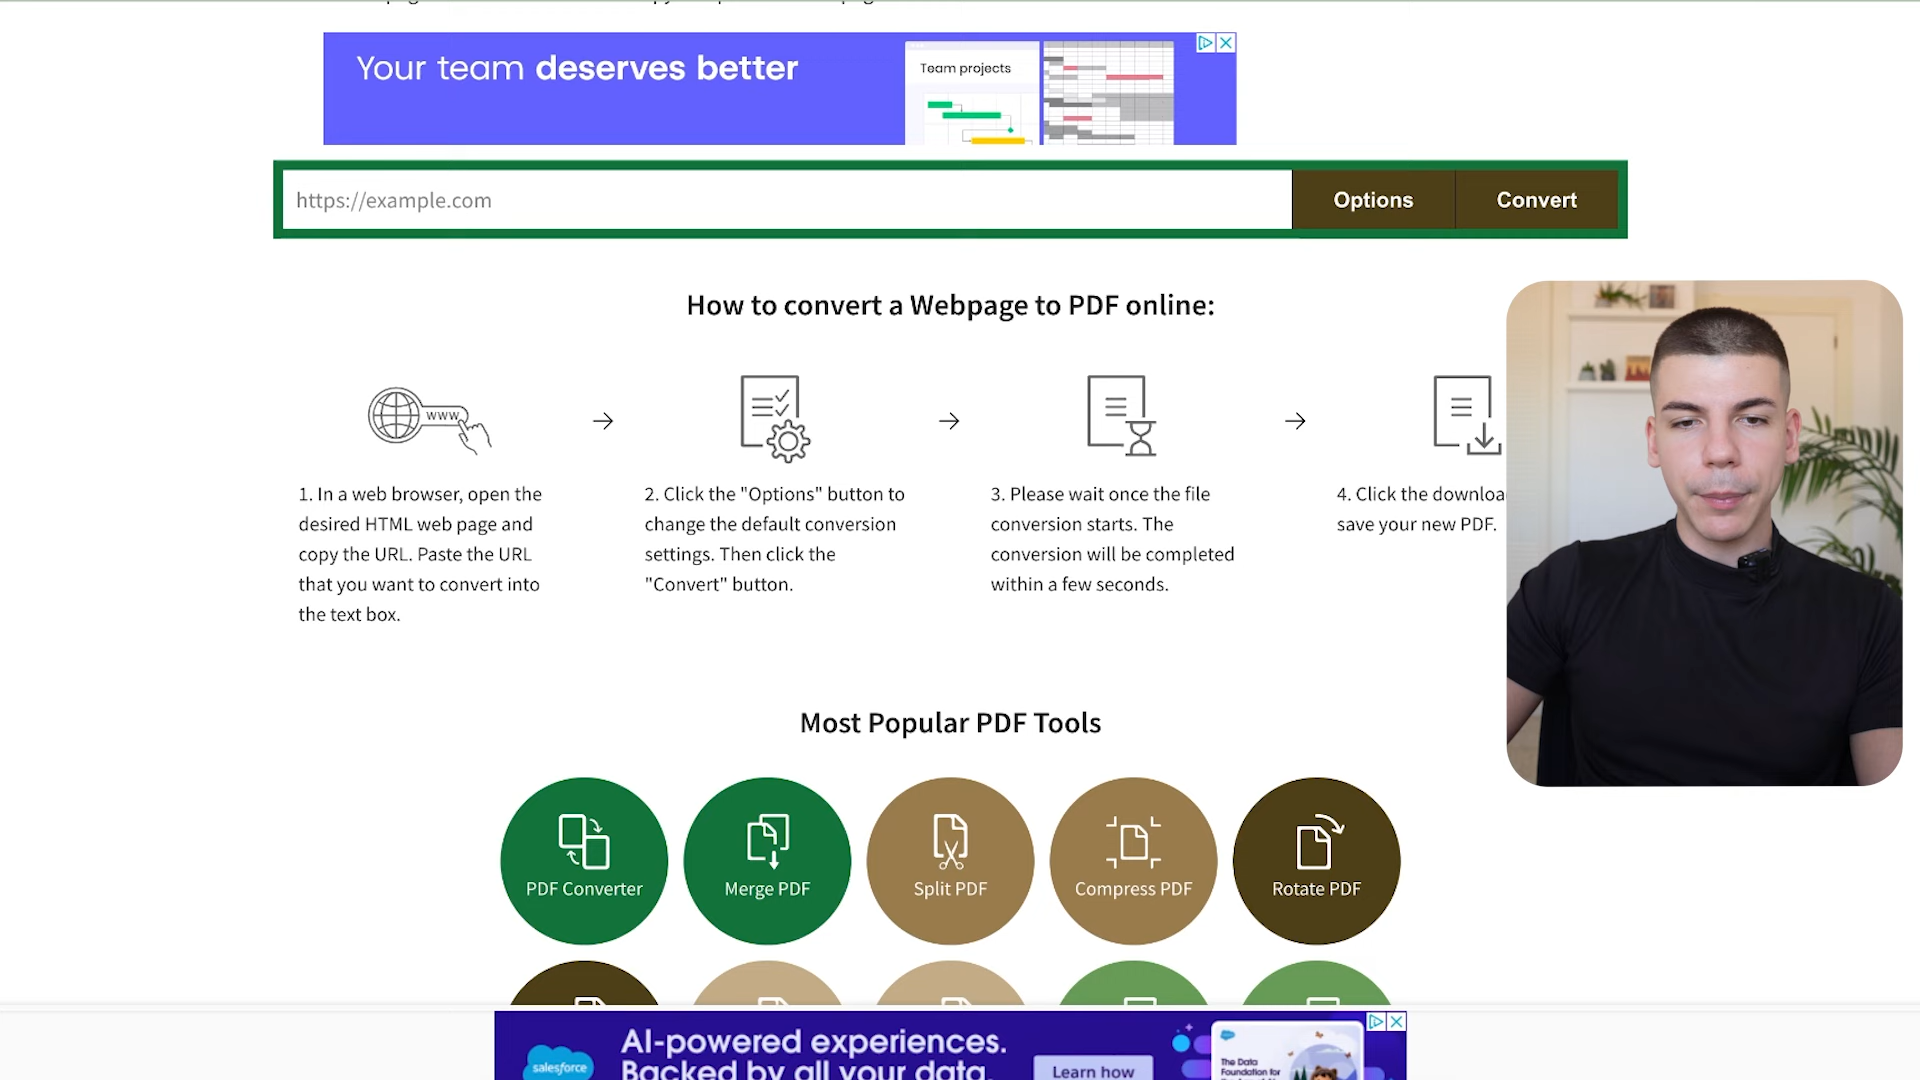 Your team deserves better
Team projects
https://example.com
Options
Convert
How to convert a Webpage to PDF online:
www
1. In a web browser, open the
desired HTML web page and
copy the URL. Paste the URL
that you want to convert into
the text box.
2. Click the "Options" button to
change the default conversion
settings. Then click the
"Convert" button.
3. Please wait once the file
conversion starts. The
conversion will be completed
within a few seconds.
4. Click the
save your new PDF.
Most Popular PDF Tools
PDF Converter
Merge PDF
Split PDF
Compress PDF
Rotate PDF
salesforce
AI-powered experiences.
Backed by all your data.
Learn how
The Data
Foundation for